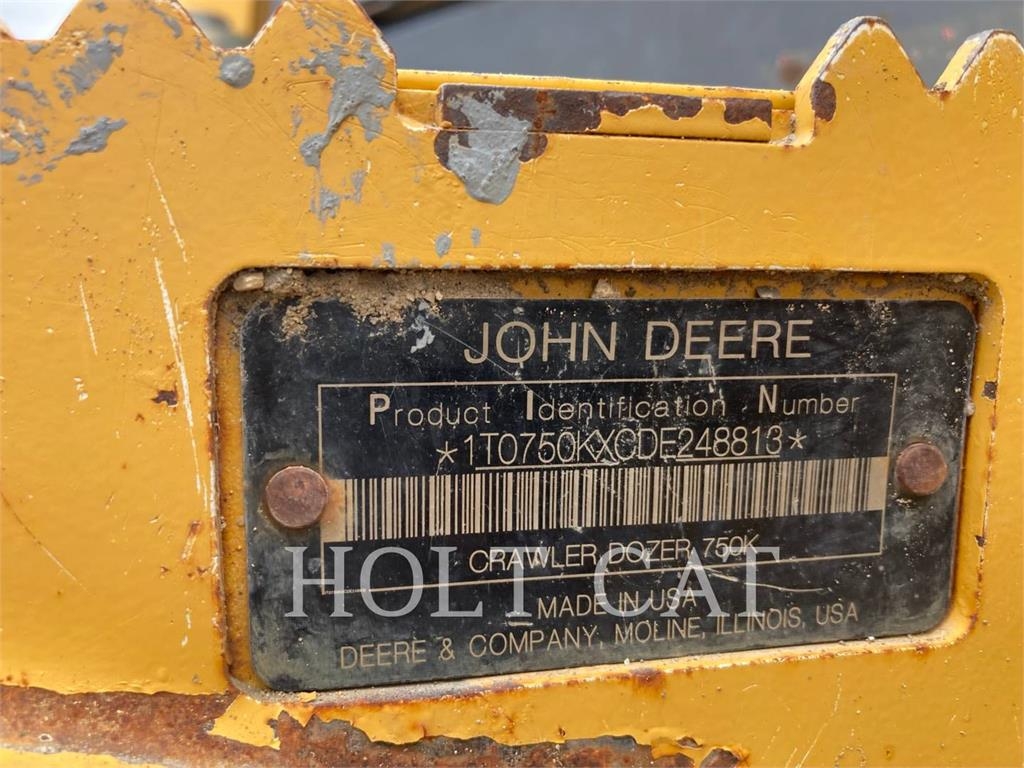 JOHN DEERE
Product Identification Number
*1T0750KXCDE248813*
CRAWLER DOZER 750K
HOLT CAT
MADE IN USA
DEERE & COMPANY, MOLINE, ILLINOIS, USA